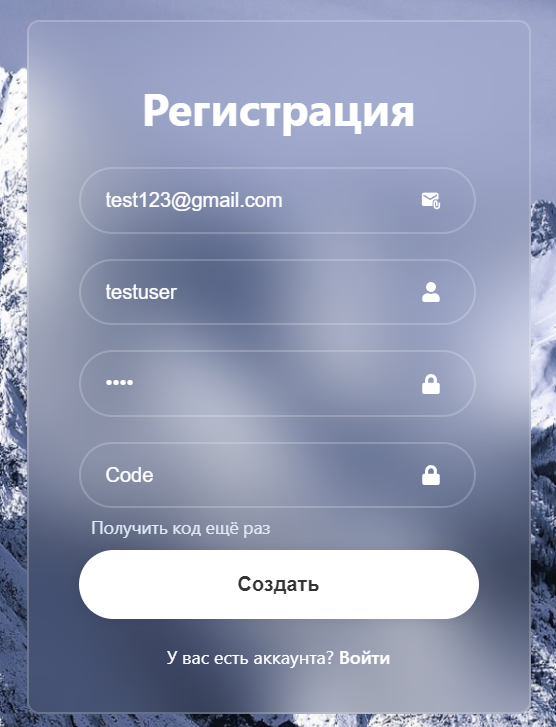 Регистрация
test123@gmail.com
testuser
••••
Code
Получить код ещё раз
Создать
У вас есть аккаунта? Войти